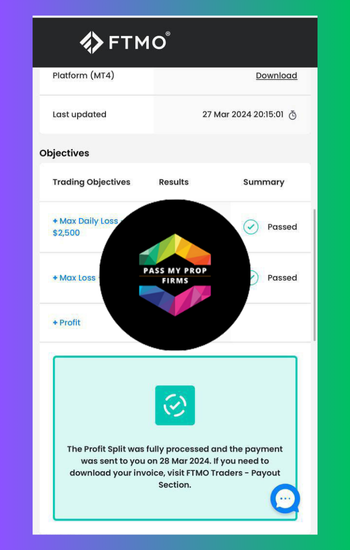 FTMO®
Platform (MT4) Download
Last updated 27 Mar 2024 20:15:01
Objectives
Trading Objectives Results Summary
+ Max Daily Loss -
$2,500
Passed
PASS MY PROP
FIRMS
+ Max Loss
Passed
+ Profit
The Profit Split was fully processed and the payment
was sent to you on 28 Mar 2024. If you need to
download your invoice, visit FTMO Traders - Payout
Section.